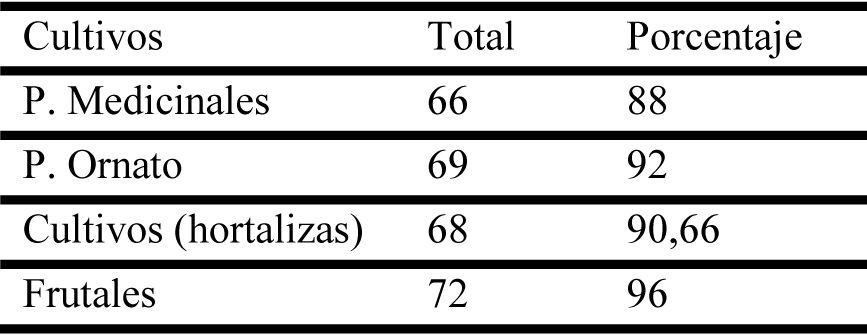 Cultivos Total Porcentaje
P. Medicinales 66 88
P. Ornato 69 92
Cultivos (hortalizas) 68 90,66
Frutales 72 96